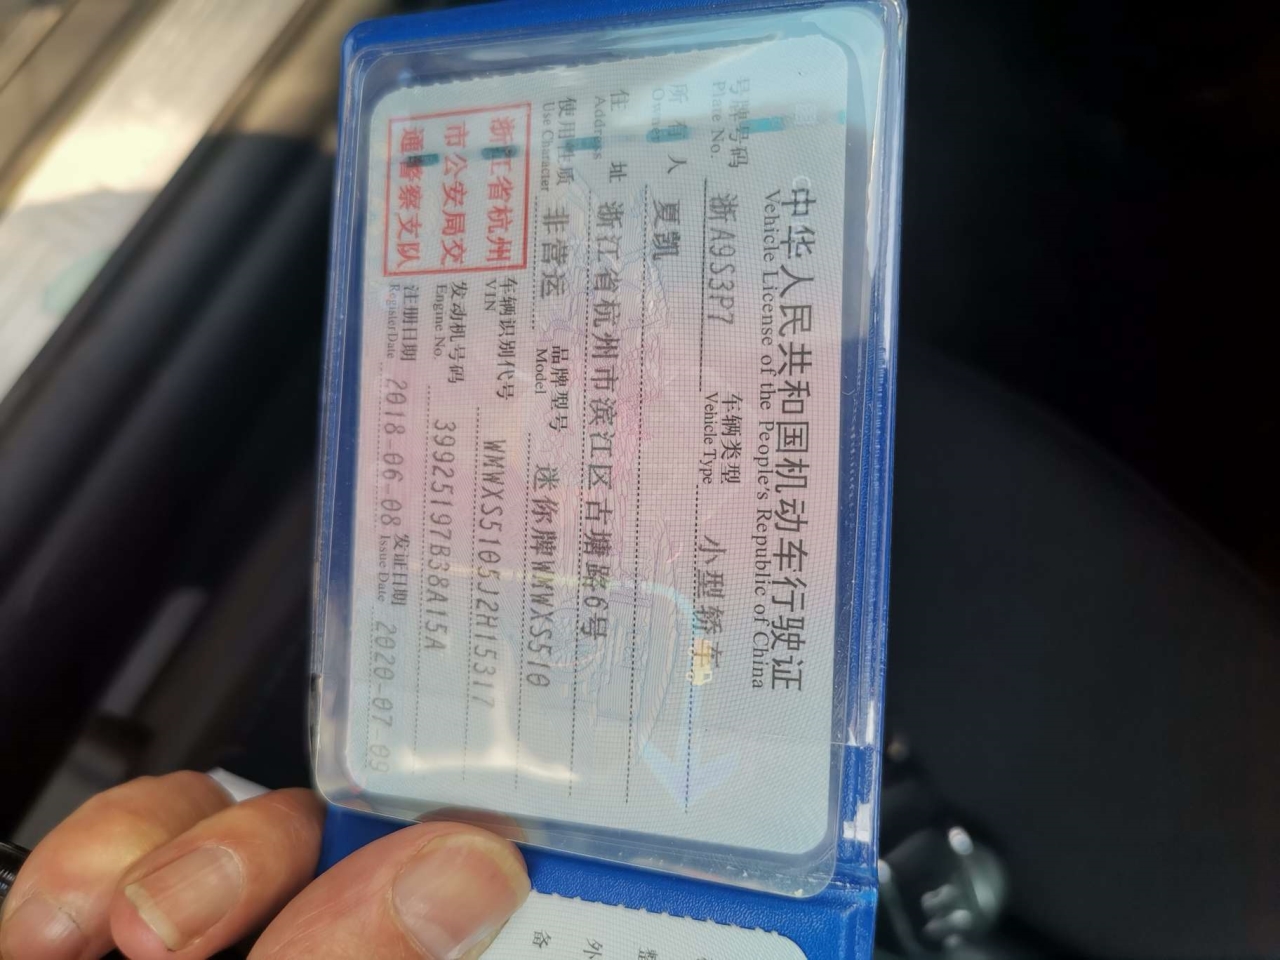 中华人民共和国机动车行驶证
Vehicle License of the People's Republic of China
号牌号码 浙A9S3P7 车辆类型 小型轿车
Plate No. Vehicle Type
所有人 夏凯
Owner
住址 浙江省杭州市滨江区古塘路6号
Address
使用性质 非营运 品牌型号 迷你牌WMWXS510
Use Character Model
浙江省杭州
市公安局交
通警察支队
车辆识别代号 WMWXS5105J2H15317
VIN
发动机号码 39925197B38A15A
Engine No.
注册日期 2018-06-08 发证日期 2020-07-09
Register Date Issue Date
整
外
备